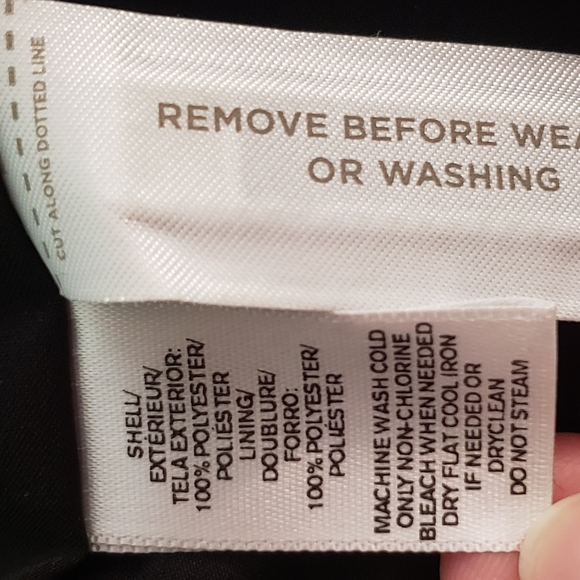 CUT ALONG DOTTED LINE
REMOVE BEFORE
OR WASHING
SHELL/
EXTÉRIEUR/
TELA EXTERIOR:
100% POLYESTER/
POLIÉSTER
LINING/
DOUBLURE/
FORRO:
100% POLYESTER/
POLIÉSTER
MACHINE WASH COLD
ONLY NON-CHLORINE
BLEACH WHEN NEEDED
DRY FLAT COOL IRON
IF NEEDED OR
DRYCLEAN
DO NOT STEAM